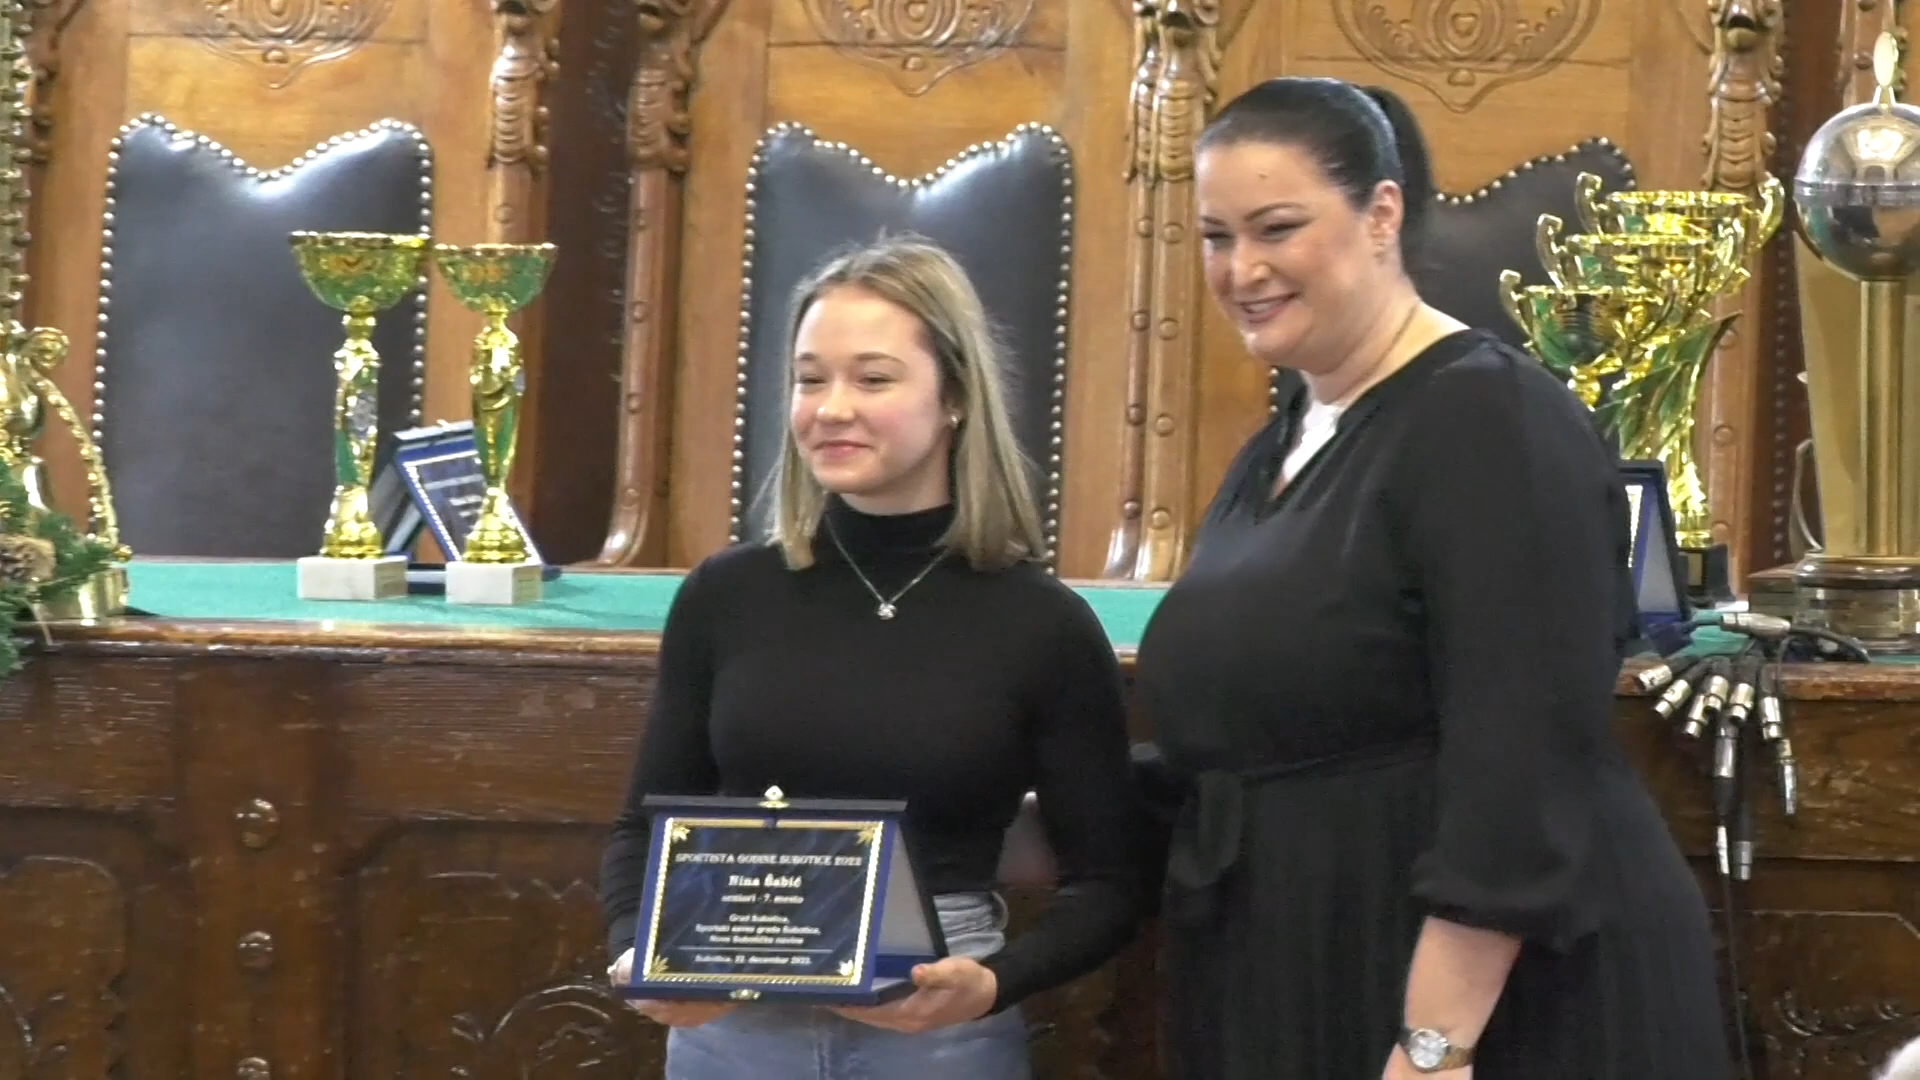 SPORTISTA GODINE SUBOTICE 2022
Nina Šabić
seniori - 7. mesto
Grad Subotica,
Sportski savez grada Subotice,
Nove Subotičke novine
Subotica, 22. decembar 2022.